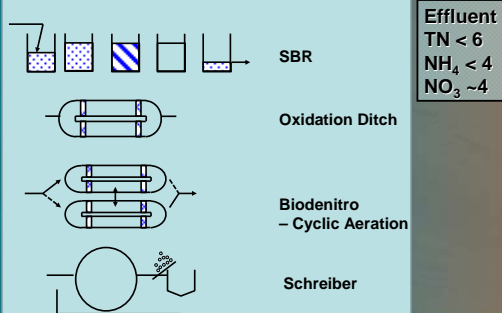 SBR
Oxidation Ditch
Biodenitro
– Cyclic Aeration
Schreiber
Effluent
TN < 6
NH₄ < 4
NO₃ ~4